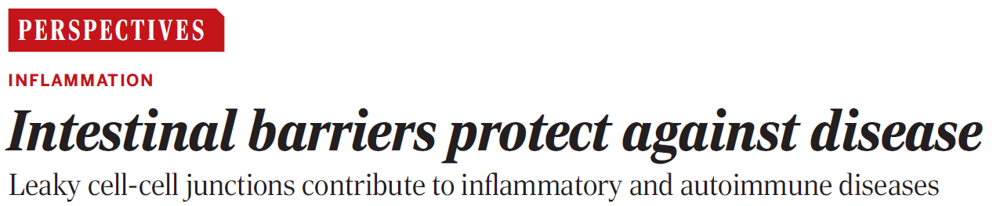 PERSPECTIVES
INFLAMMATION
Intestinal barriers protect against disease
Leaky cell-cell junctions contribute to inflammatory and autoimmune diseases